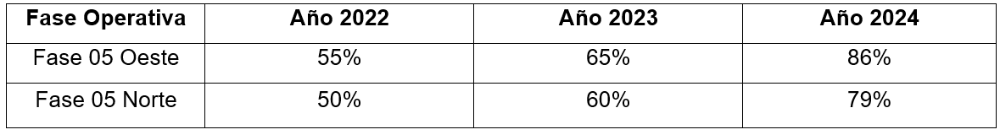 Fase Operativa Año 2022 Año 2023 Año 2024
Fase 05 Oeste 55% 65% 86%
Fase 05 Norte 50% 60% 79%